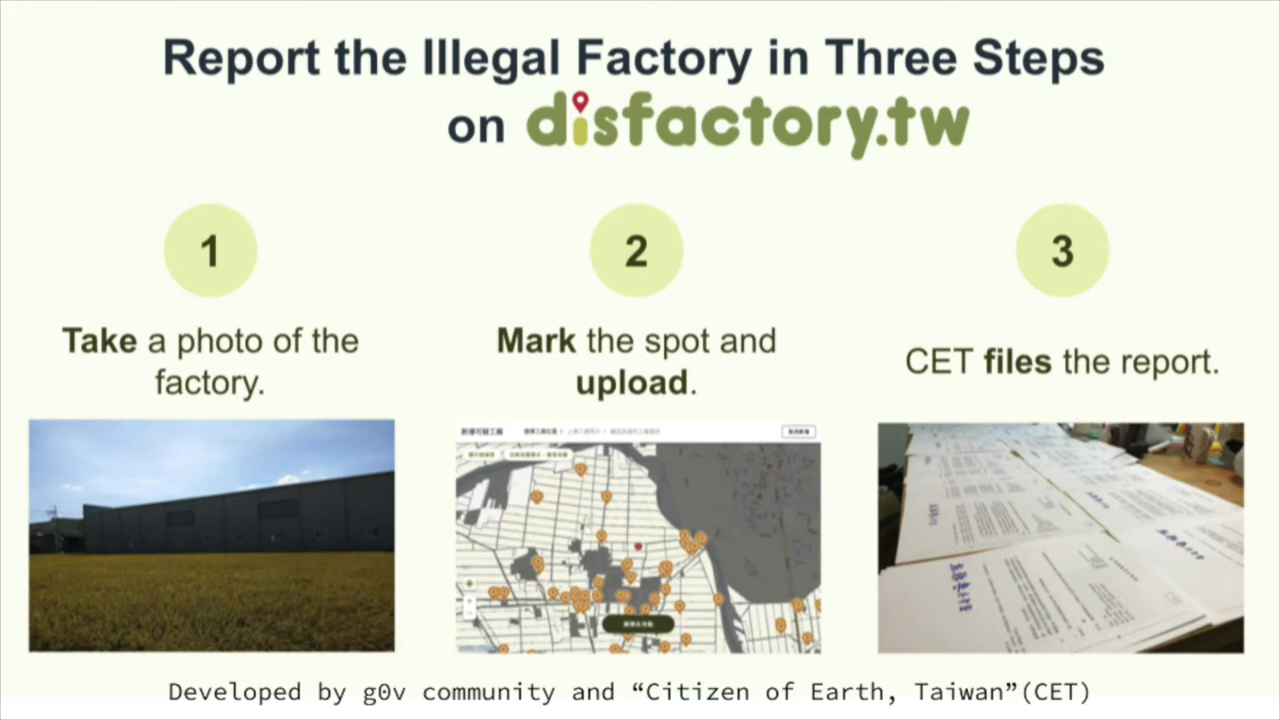 Report the Illegal Factory in Three Steps
on disfactory.tw
1
2
3
Take a photo of the
factory.
Mark the spot and
upload.
CET files the report.
Developed by g0v community and “Citizen of Earth, Taiwan”(CET)